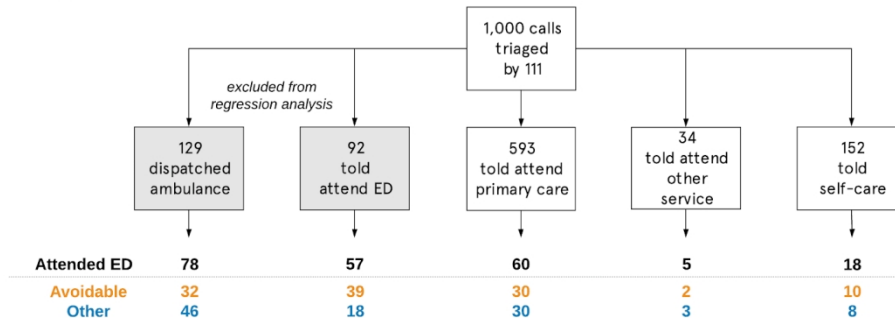 1,000 calls
triaged
by 111
excluded from
regression analysis
129
dispatched
ambulance
92
told
attend ED
593
told attend
primary care
34
told attend
other
service
152
told
self-care
Attended ED 78 57 60 5 18
Avoidable 32 39 30 2 10
Other 46 18 30 3 8